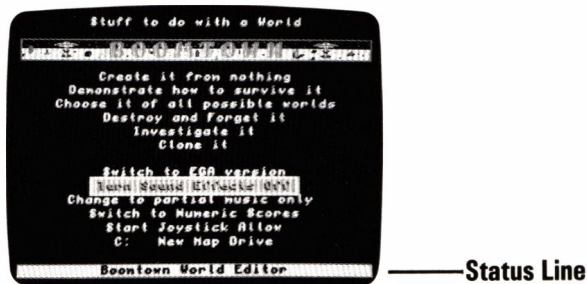 Stuff to do with a World
BOOMTOWN
Create it from nothing
Demonstrate how to survive it
Choose it of all possible worlds
Destroy and Forget it
Investigate it
Clone it
Switch to EGA version
Turn Sound Effects Off
Change to partial music only
Switch to Numeric Scores
Start Joystick Allow
C: New Map Drive
Boontown World Editor
Status Line